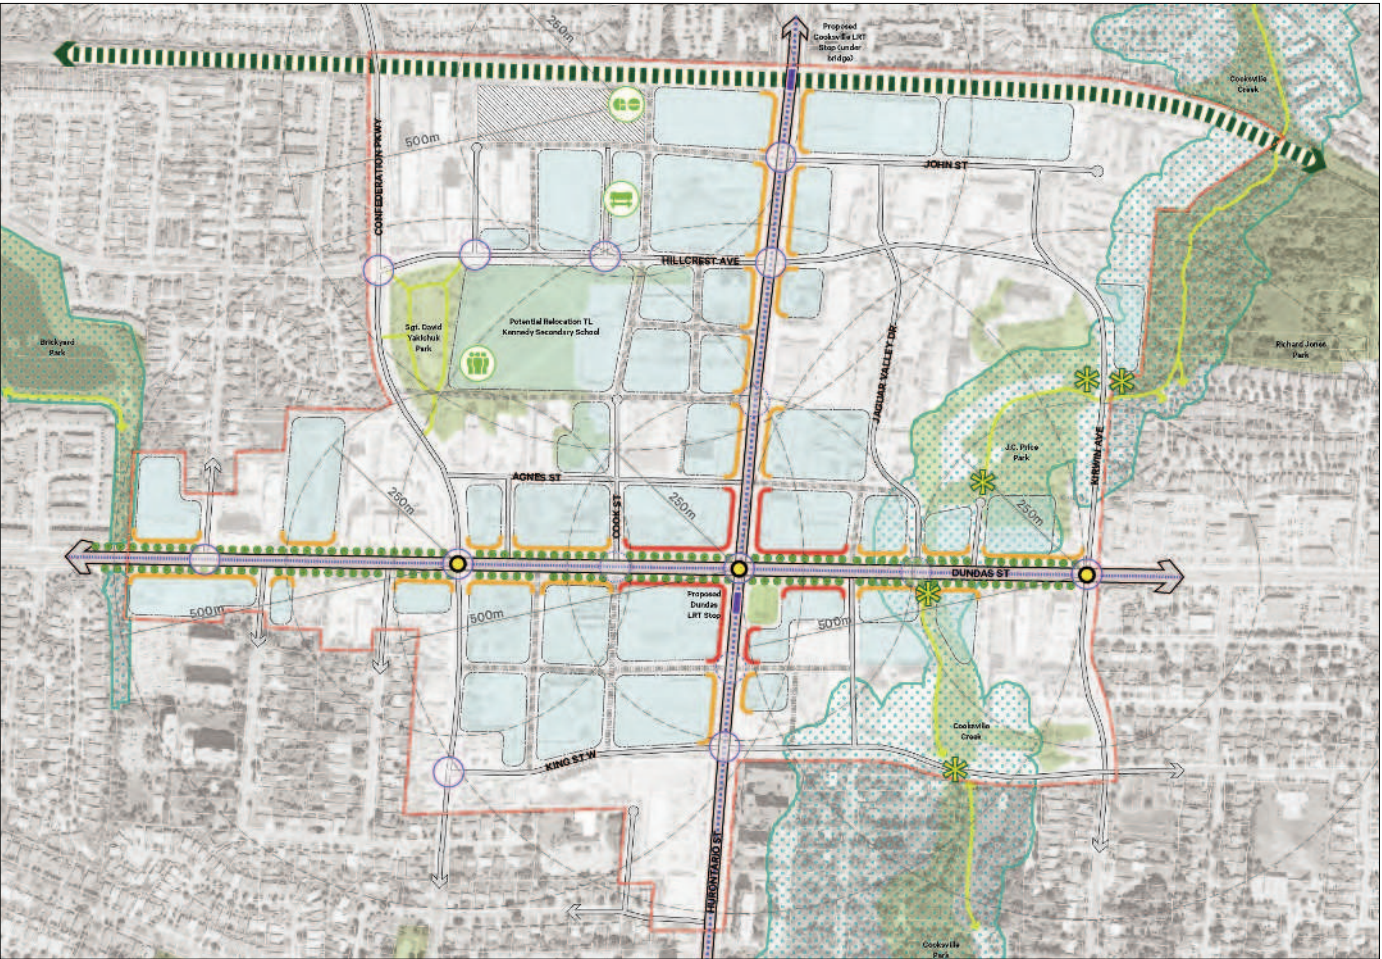 250m
Proposed
Cooksville LRT
Stop (under
bridge)
Cooksville
Creek
GO
500m
CONFEDERATION PKWY
JOHN ST
HILLCREST AVE
Sgt. David
Yakichuk
Park
Potential Relocation TL
Kennedy Secondary School
Brickyard
Park
Richard Jones
Park
JAGUAR VALLEY DR
J.C. Price
Park
KIRWIN AVE
AGNES ST
COOK ST
250m
250m
250m
DUNDAS ST
Proposed
Dundas
LRT Stop
500m
500m
500m
Cooksville
Creek
KING ST W
HURONTARIO ST
Cooksville
Park